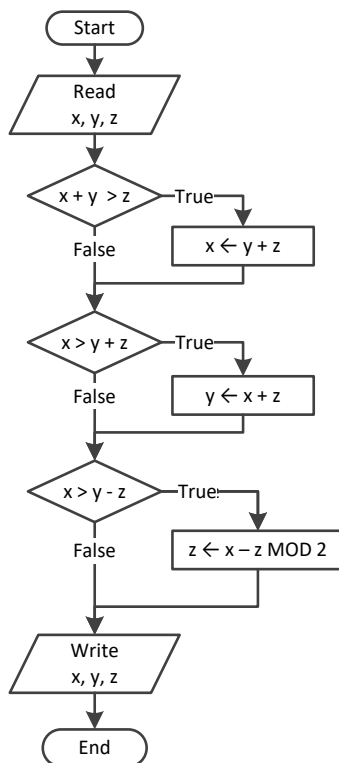 Start
Read
x, y, z
x + y > z
True
False
x ← y + z
x > y + z
True
False
y ← x + z
x > y - z
True
False
z ← x – z MOD 2
Write
x, y, z
End